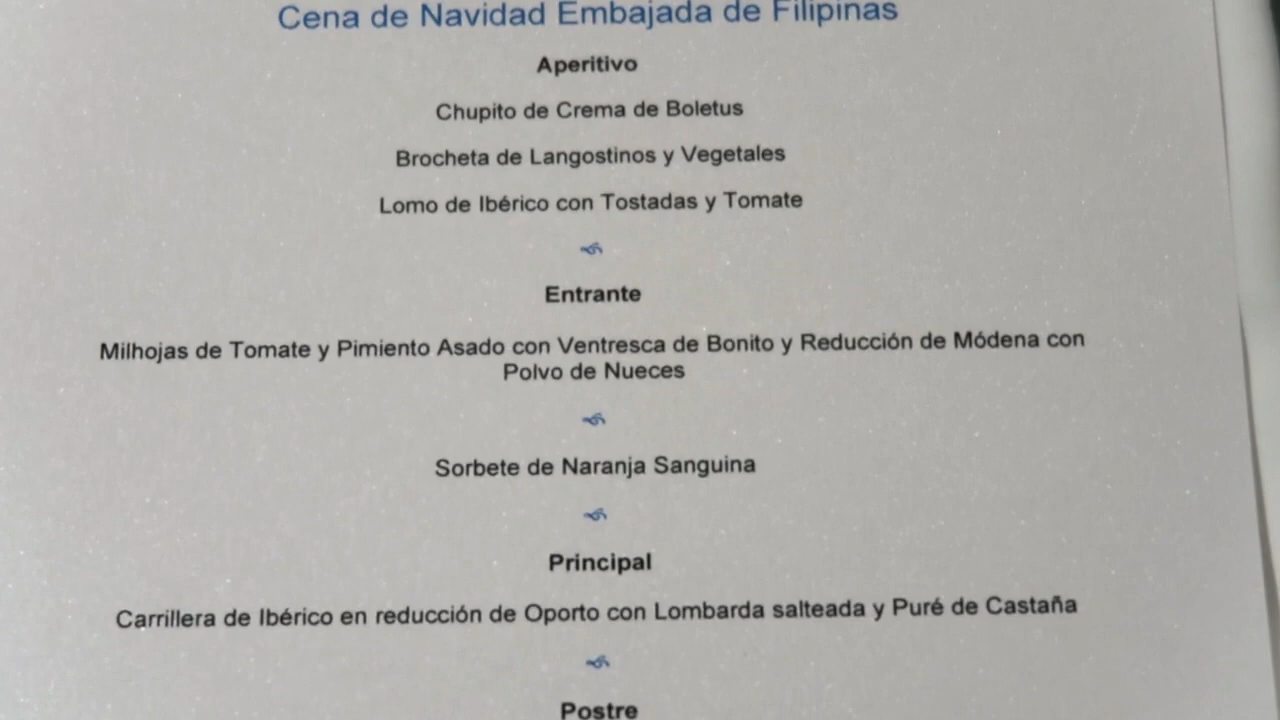 Cena de Navidad Embajada de Filipinas
Aperitivo
Chupito de Crema de Boletus
Brocheta de Langostinos y Vegetales
Lomo de Ibérico con Tostadas y Tomate
Entrante
Milhojas de Tomate y Pimiento Asado con Ventresca de Bonito y Reducción de Módena con
Polvo de Nueces
Sorbete de Naranja Sanguina
Principal
Carrillera de Ibérico en reducción de Oporto con Lombarda salteada y Puré de Castaña
Postre